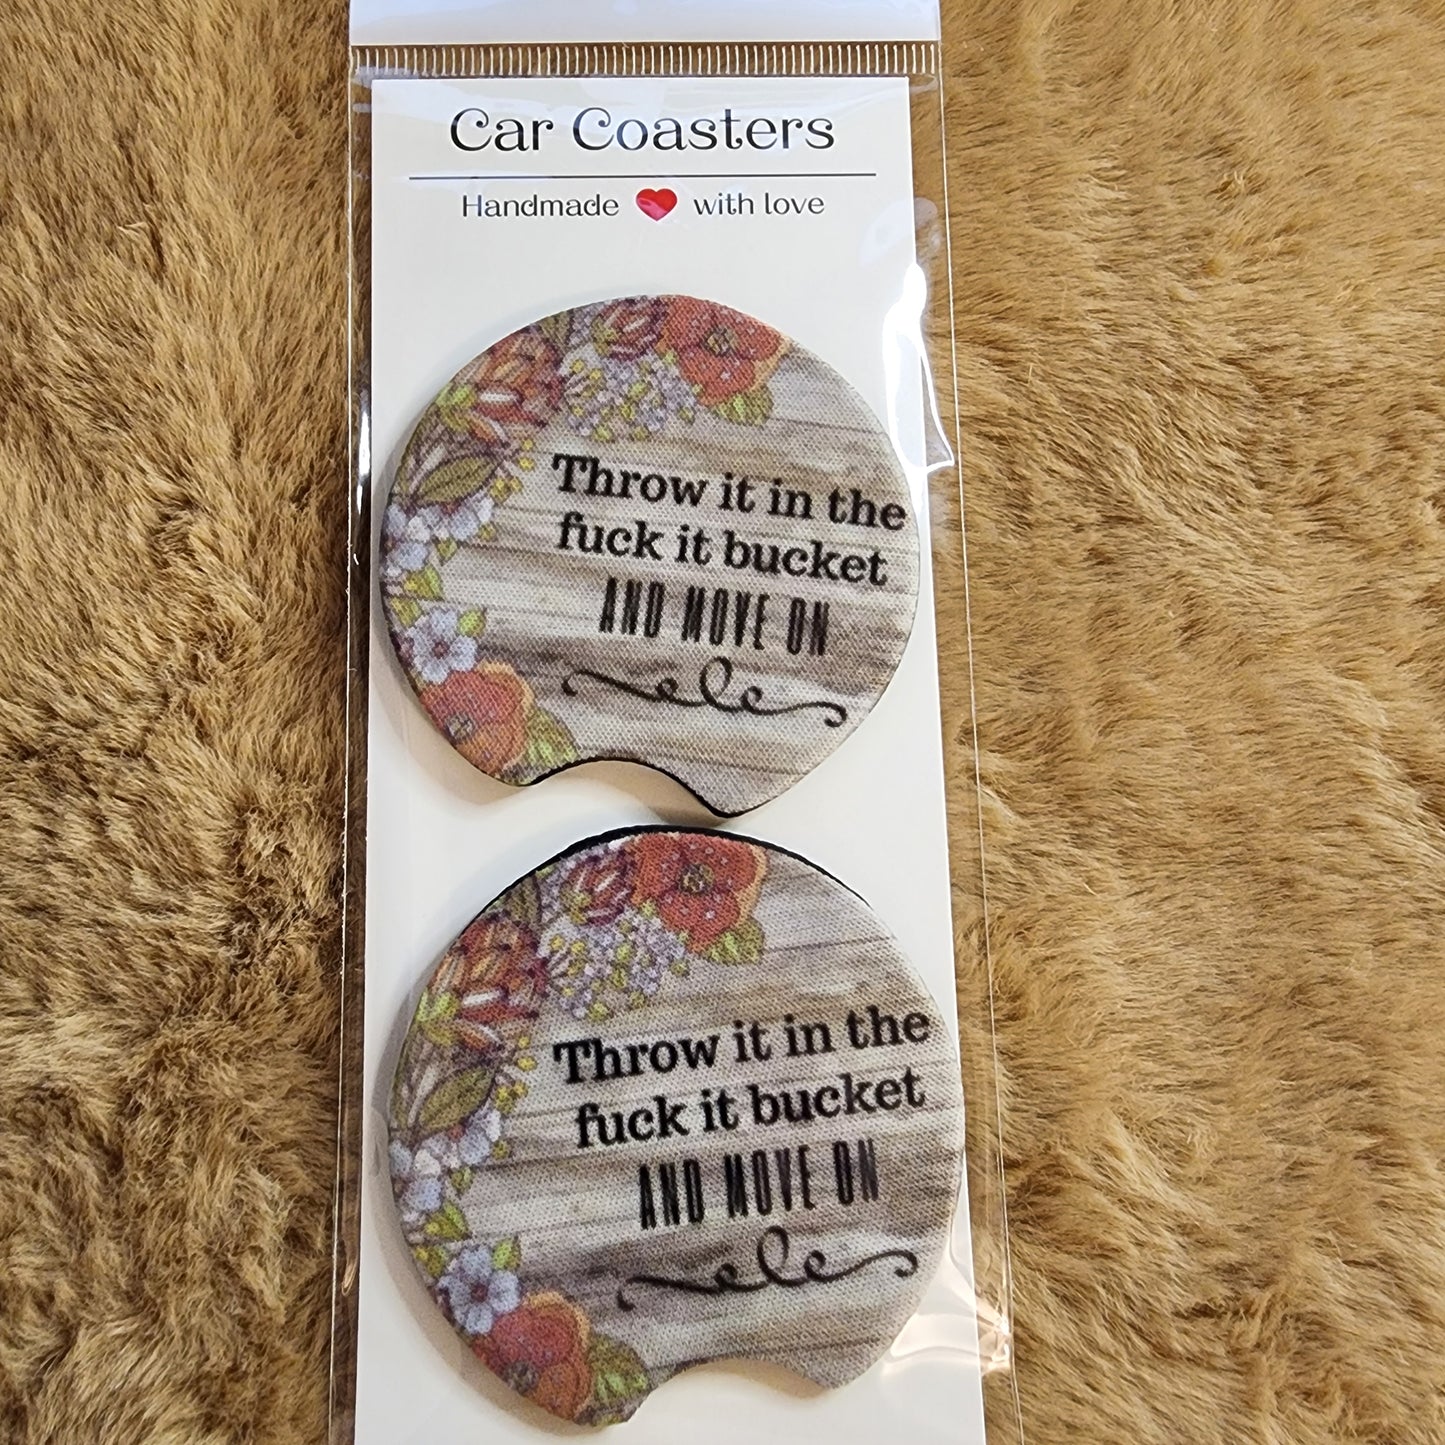 Car Coasters
Handmade ❤ with love
Throw it in the
fuck it bucket
AND MOVE ON
Throw it in the
fuck it bucket
AND MOVE ON